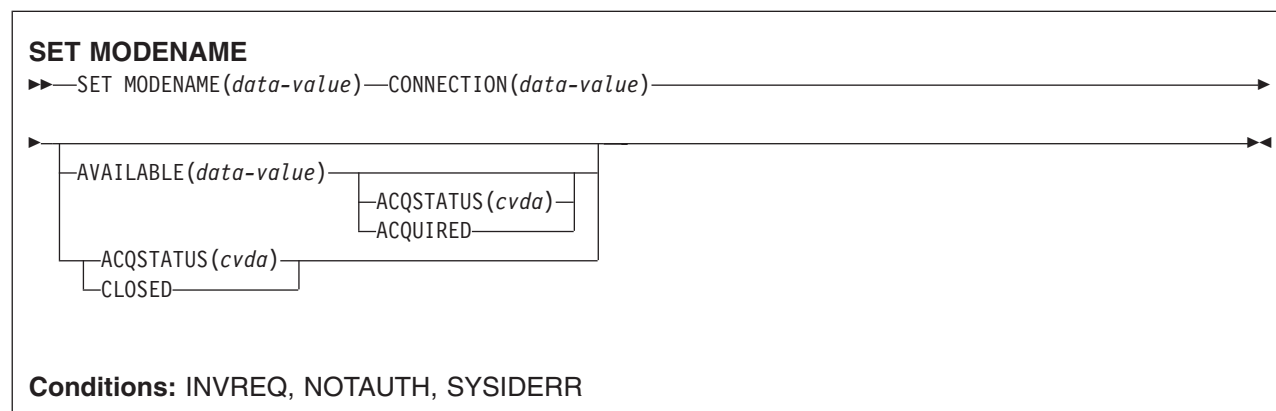 SET MODENAME
SET MODENAME(data-value) CONNECTION(data-value)
AVAILABLE(data-value)
ACQSTATUS(cvda)
ACQUIRED
ACQSTATUS(cvda)
CLOSED
Conditions: INVREQ, NOTAUTH, SYSIDERR